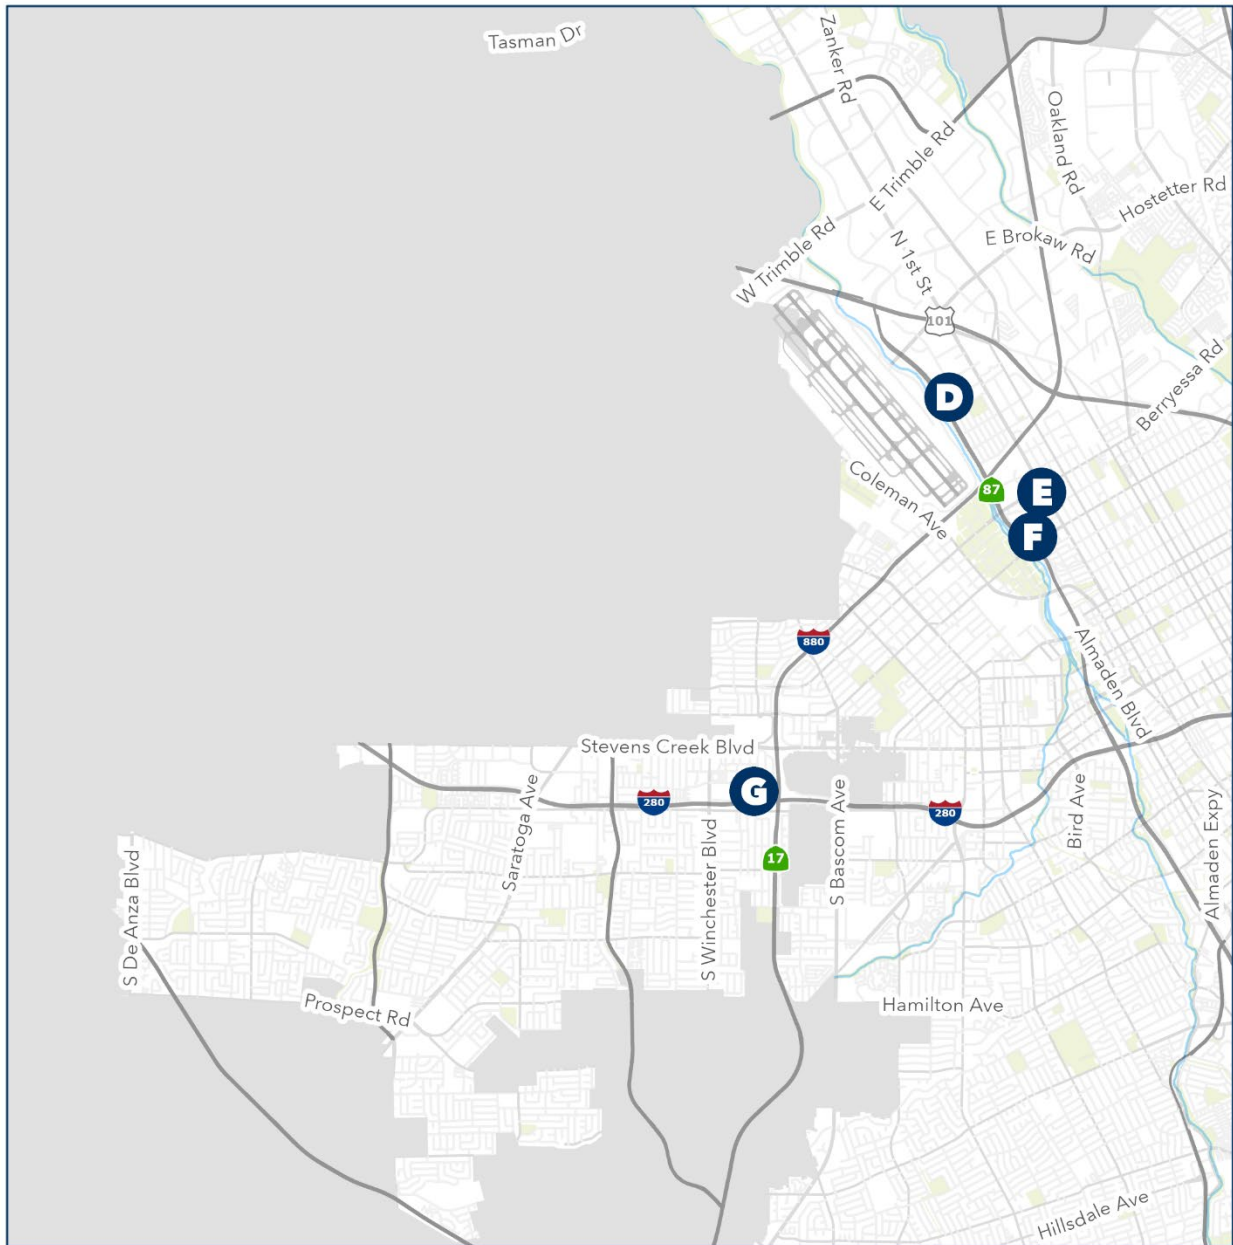 Tasman Dr
Zanker Rd
Oakland Rd
E Trimble Rd
Hostetter Rd
W Trimble Rd
N 1st St
E Brokaw Rd
101
Berryessa Rd
D
Coleman Ave
87
E
F
880
Almaden Blvd
Stevens Creek Blvd
G
280
280
Saratoga Ave
S Winchester Blvd
17
S Bascom Ave
Bird Ave
Almaden Expy
S De Anza Blvd
Prospect Rd
Hamilton Ave
Hillsdale Ave